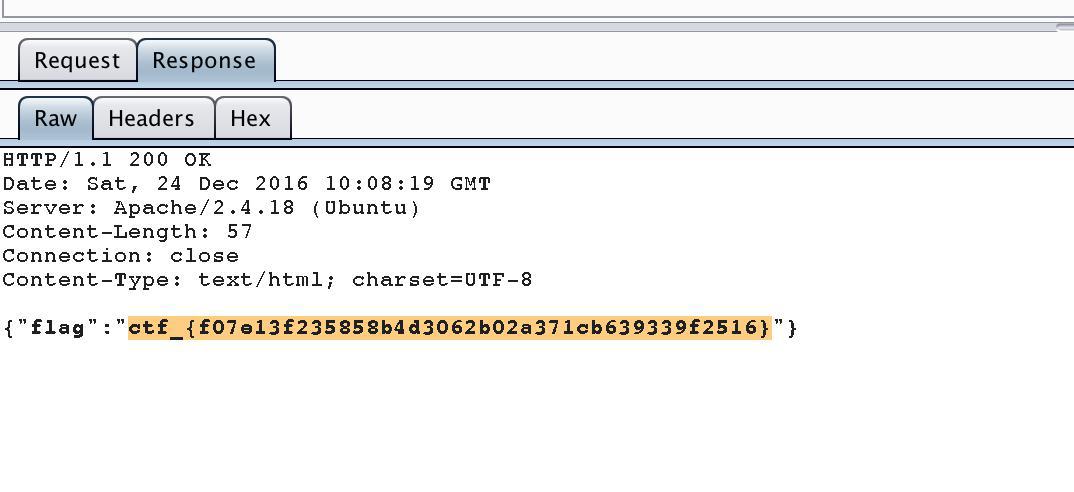 Request Response
Raw Headers Hex
HTTP/1.1 200 OK
Date: Sat, 24 Dec 2016 10:08:19 GMT
Server: Apache/2.4.18 (Ubuntu)
Content-Length: 57
Connection: close
Content-Type: text/html; charset=UTF-8
{"flag":"ctf_{f07e13f235858b4d3062b02a371cb639339f2516}"}